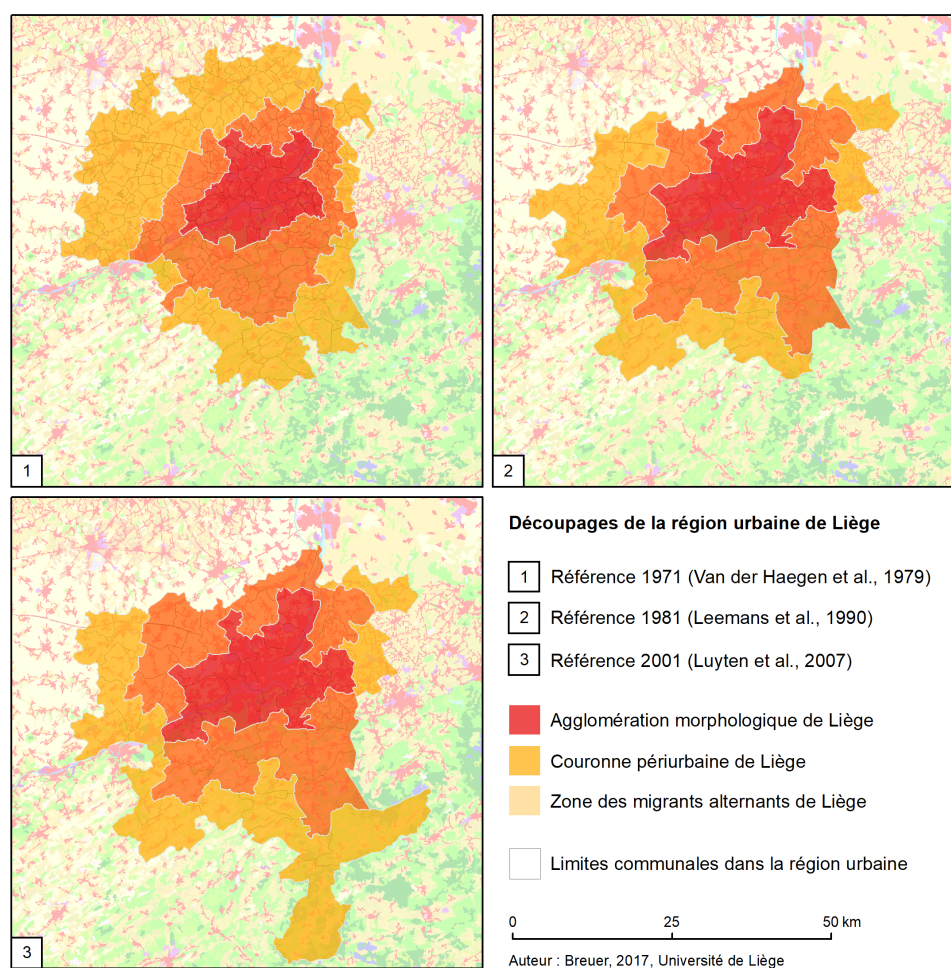 1
2
3
Découpages de la région urbaine de Liège
1 Référence 1971 (Van der Haegen et al., 1979)
2 Référence 1981 (Leemans et al., 1990)
3 Référence 2001 (Luyten et al., 2007)
Agglomération morphologique de Liège
Couronne périurbaine de Liège
Zone des migrants alternants de Liège
Limites communales dans la région urbaine
0 25 50 km
Auteur : Breuer, 2017, Université de Liège